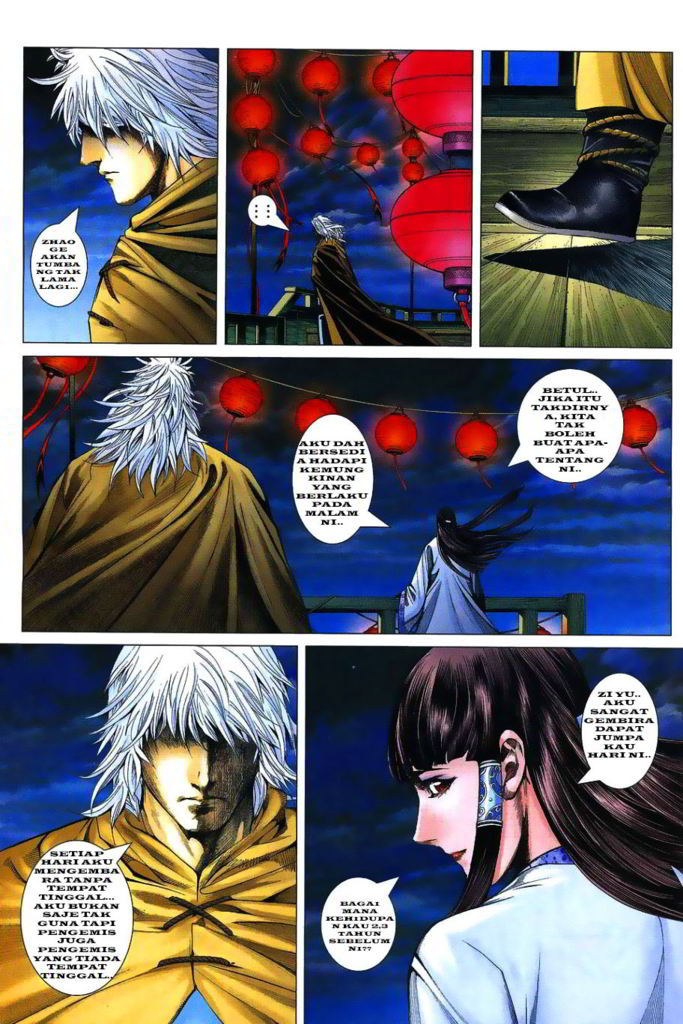 ZHAO
GE
AKAN
TUMBA
NG TAK
LAMA
LAGI...
......
AKU DAH
BERSEDI
A HADAPI
KEMUNG
KINAN
YANG
BERLAKU
PADA
MALAM
NI..
BETUL..
JIKA ITU
TAKDIRNY
A, KITA
TAK
BOLEH
BUAT APA-
APA
TENTANG
NI..
SETIAP
HARI AKU
MENGEMBA
RA TANPA
TEMPAT
TINGGAL...
AKU BUKAN
SAJE TAK
GUNA TAPI
PENGEMIS
JUGA
PENGEMIS
YANG TIADA
TEMPAT
TINGGAL..
ZI YU..
AKU
SANGAT
GEMBIRA
DAPAT
JUMPA
KAU
HARI NI..
BAGAI
MANA
KEHIDUPA
N KAU 2,3
TAHUN
SEBELUM
NI??